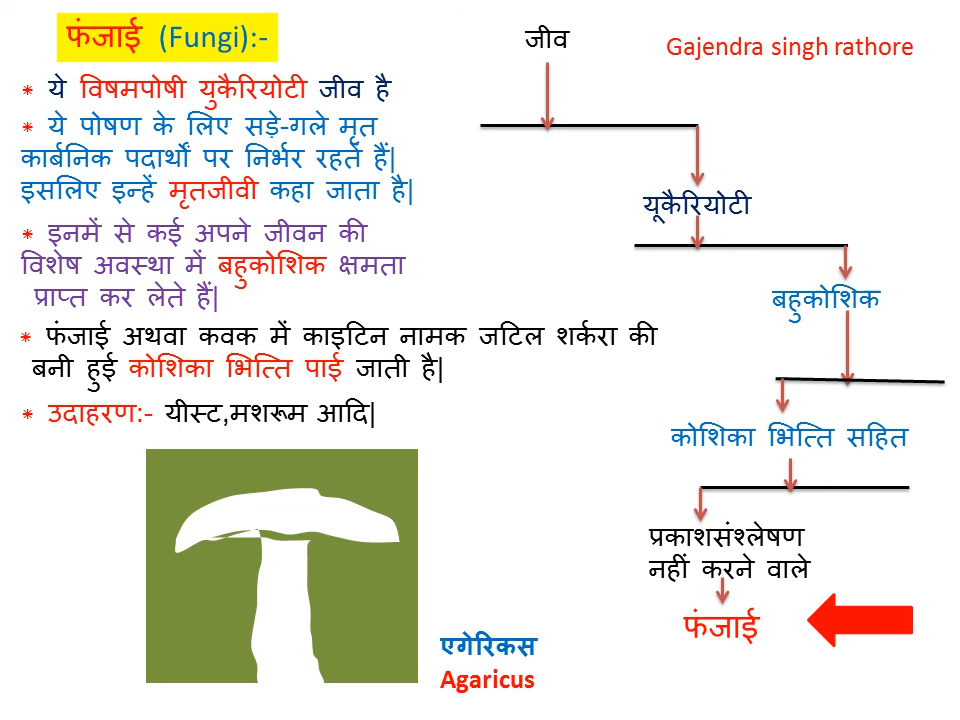 फंजाई (Fungi):-
* ये विषमपोषी युकैरियोटी जीव है
* ये पोषण के लिए सड़े-गले मृत
कार्बनिक पदार्थों पर निर्भर रहते हैं|
इसलिए इन्हें मृतजीवी कहा जाता है|
* इनमें से कई अपने जीवन की
विशेष अवस्था में बहुकोशिक क्षमता
प्राप्त कर लेते हैं|
* फंजाई अथवा कवक में काइटिन नामक जटिल शर्करा की
बनी हुई कोशिका भित्ति पाई जाती है|
* उदाहरण:- यीस्ट,मशरूम आदि|
एगेरिकस
Agaricus
जीव
Gajendra singh rathore
यूकैरियोटी
बहुकोशिक
कोशिका भित्ति सहित
प्रकाशसंश्लेषण
नहीं करने वाले
फंजाई